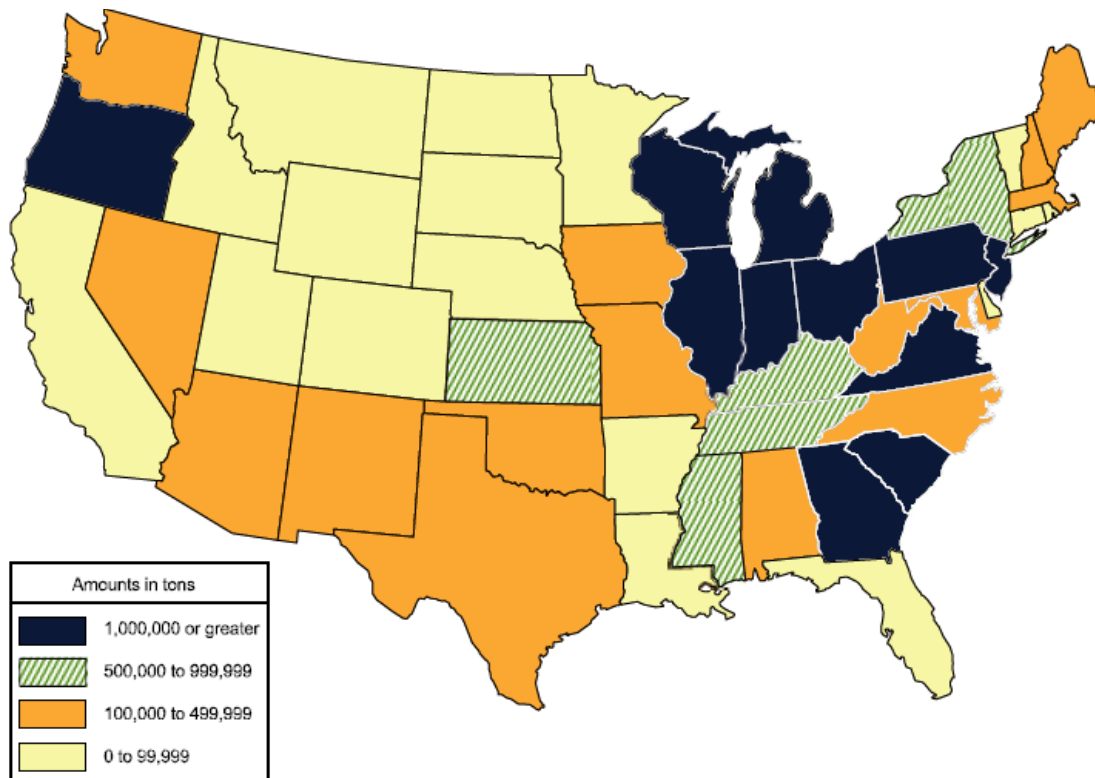 Amounts in tons
1,000,000 or greater
500,000 to 999,999
100,000 to 499,999
0 to 99,999